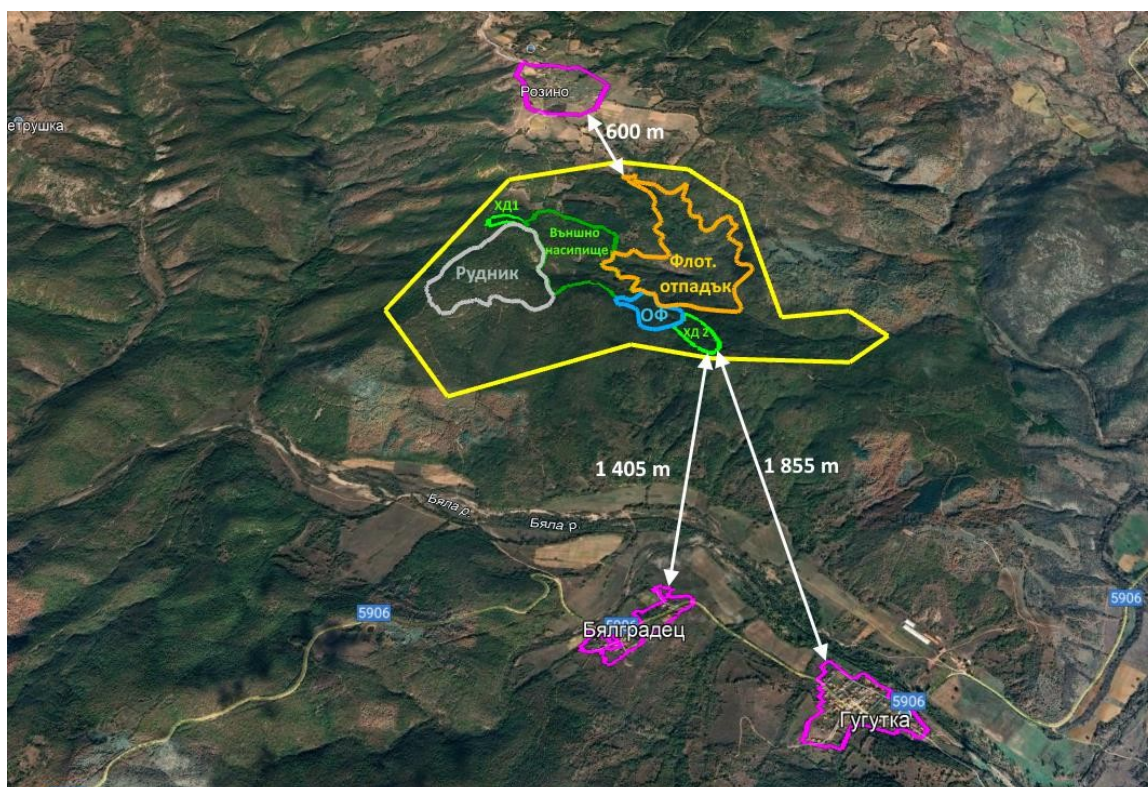 Розино
етрушка
600 m
ХД1
Външно
насипище
Рудник
Флот.
отпадък
ОФ
ХД 2
1 405 m
1 855 m
Бяла р.
Бяла р
5906
5906
5906
Бялградец
5906
Гугутка